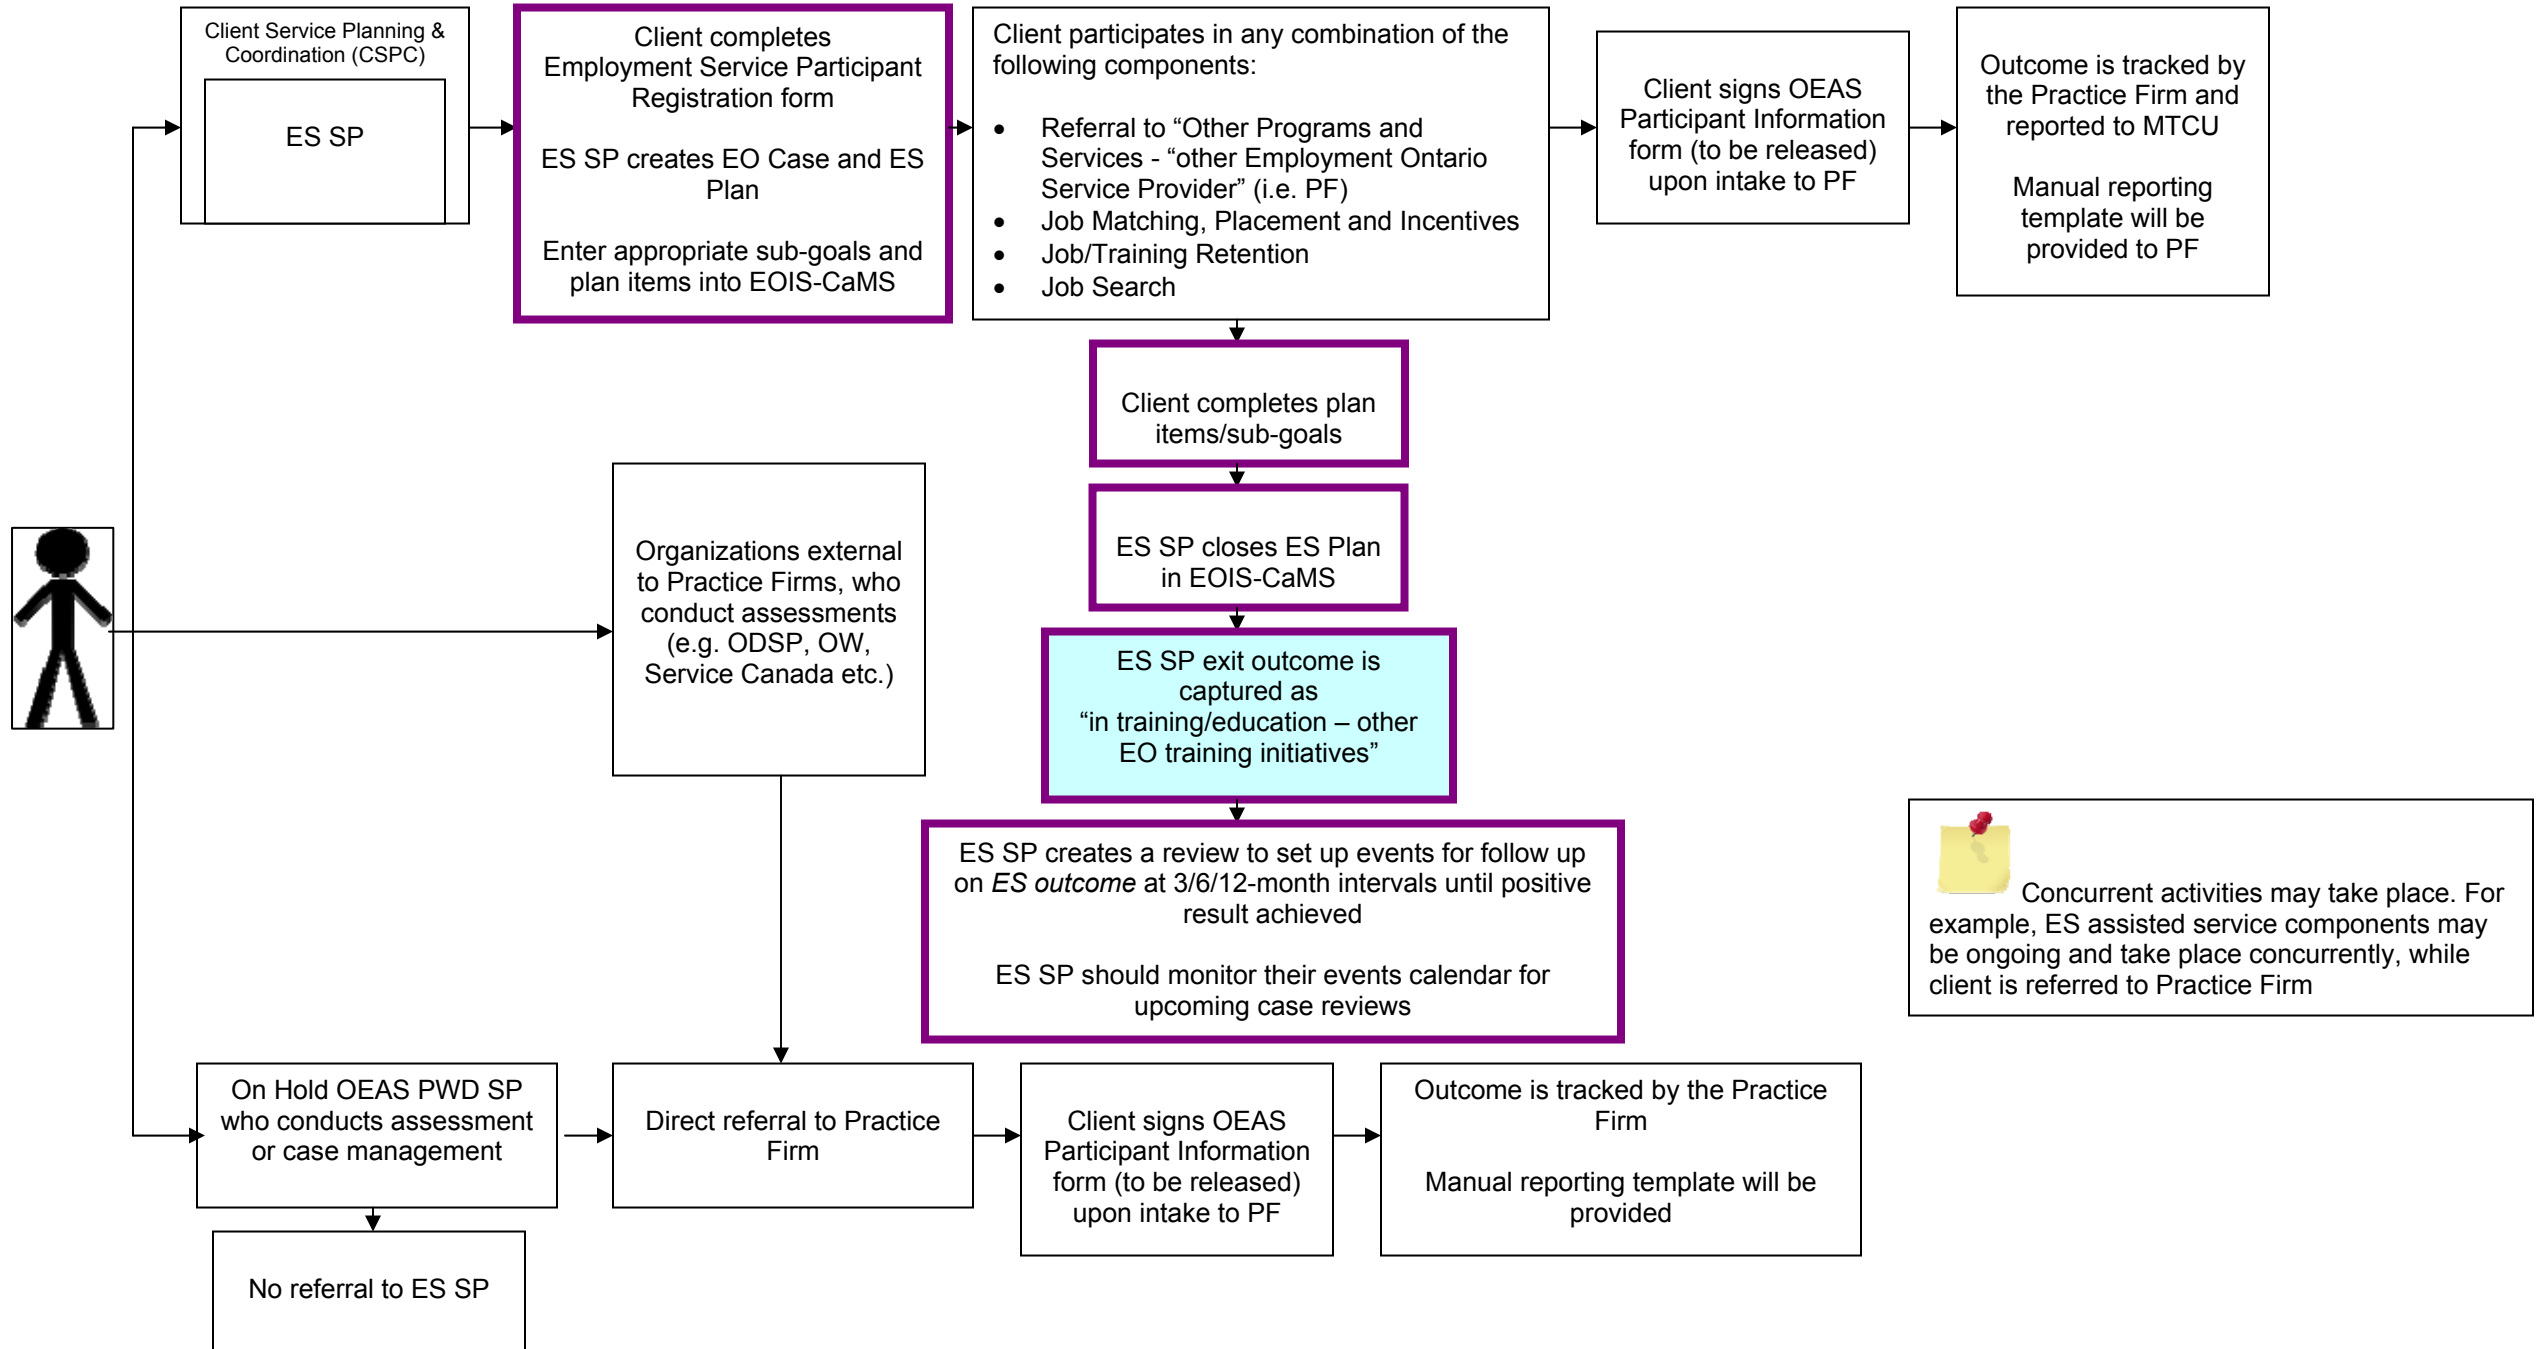 Client Service Planning &
Coordination (CSPC)
ES SP
Client completes
Employment Service Participant
Registration form
ES SP creates EO Case and ES
Plan
Enter appropriate sub-goals and
plan items into EOIS-CaMS
Client participates in any combination of the
following components:
• Referral to “Other Programs and
Services - “other Employment Ontario
Service Provider” (i.e. PF)
• Job Matching, Placement and Incentives
• Job/Training Retention
• Job Search
Client signs OEAS
Participant Information
form (to be released)
upon intake to PF
Outcome is tracked by
the Practice Firm and
reported to MTCU
Manual reporting
template will be
provided to PF
Client completes plan
items/sub-goals
ES SP closes ES Plan
in EOIS-CaMS
ES SP exit outcome is
captured as
“in training/education – other
EO training initiatives”
ES SP creates a review to set up events for follow up
on ES outcome at 3/6/12-month intervals until positive
result achieved
ES SP should monitor their events calendar for
upcoming case reviews
Organizations external
to Practice Firms, who
conduct assessments
(e.g. ODSP, OW,
Service Canada etc.)
Concurrent activities may take place. For
example, ES assisted service components may
be ongoing and take place concurrently, while
client is referred to Practice Firm
On Hold OEAS PWD SP
who conducts assessment
or case management
Direct referral to Practice
Firm
Client signs OEAS
Participant Information
form (to be released)
upon intake to PF
Outcome is tracked by the Practice
Firm
Manual reporting template will be
provided
No referral to ES SP